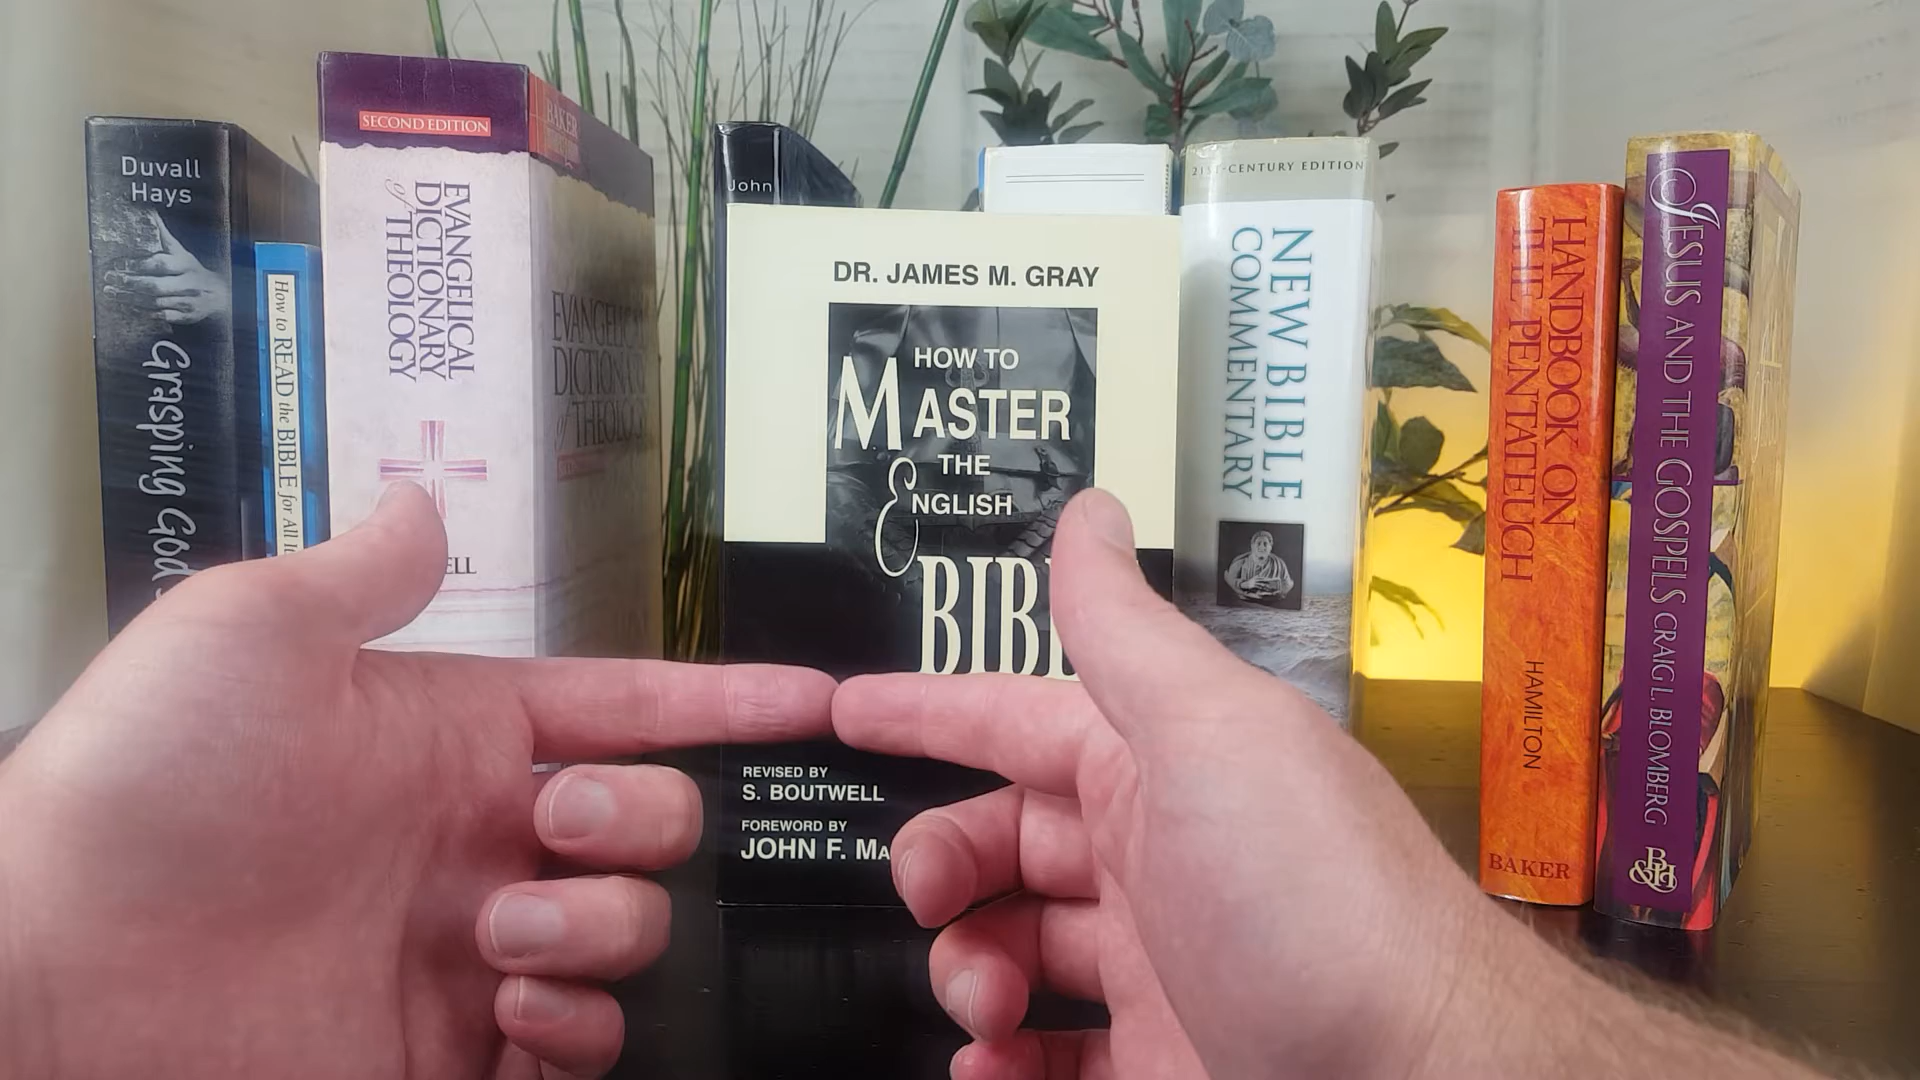 Duvall
Hays
Grasping God's
How to READ the BIBLE for All
SECOND EDITION
EVANGELICAL
DICTIONARY
of THEOLOGY
ELL
BAKER
EVANGELICAL
DICTIONARY
of THEOLOGY
John
DR. JAMES M. GRAY
HOW TO
MASTER
THE
ENGLISH
BIBL
REVISED BY
S. BOUTWELL
FOREWORD BY
JOHN F. MA
21ST-CENTURY EDITION
NEW BIBLE
COMMENTARY
HANDBOOK ON
THE PENTATEUCH
HAMILTON
BAKER
JESUS AND THE GOSPELS CRAIG L. BLOMBERG
B&H